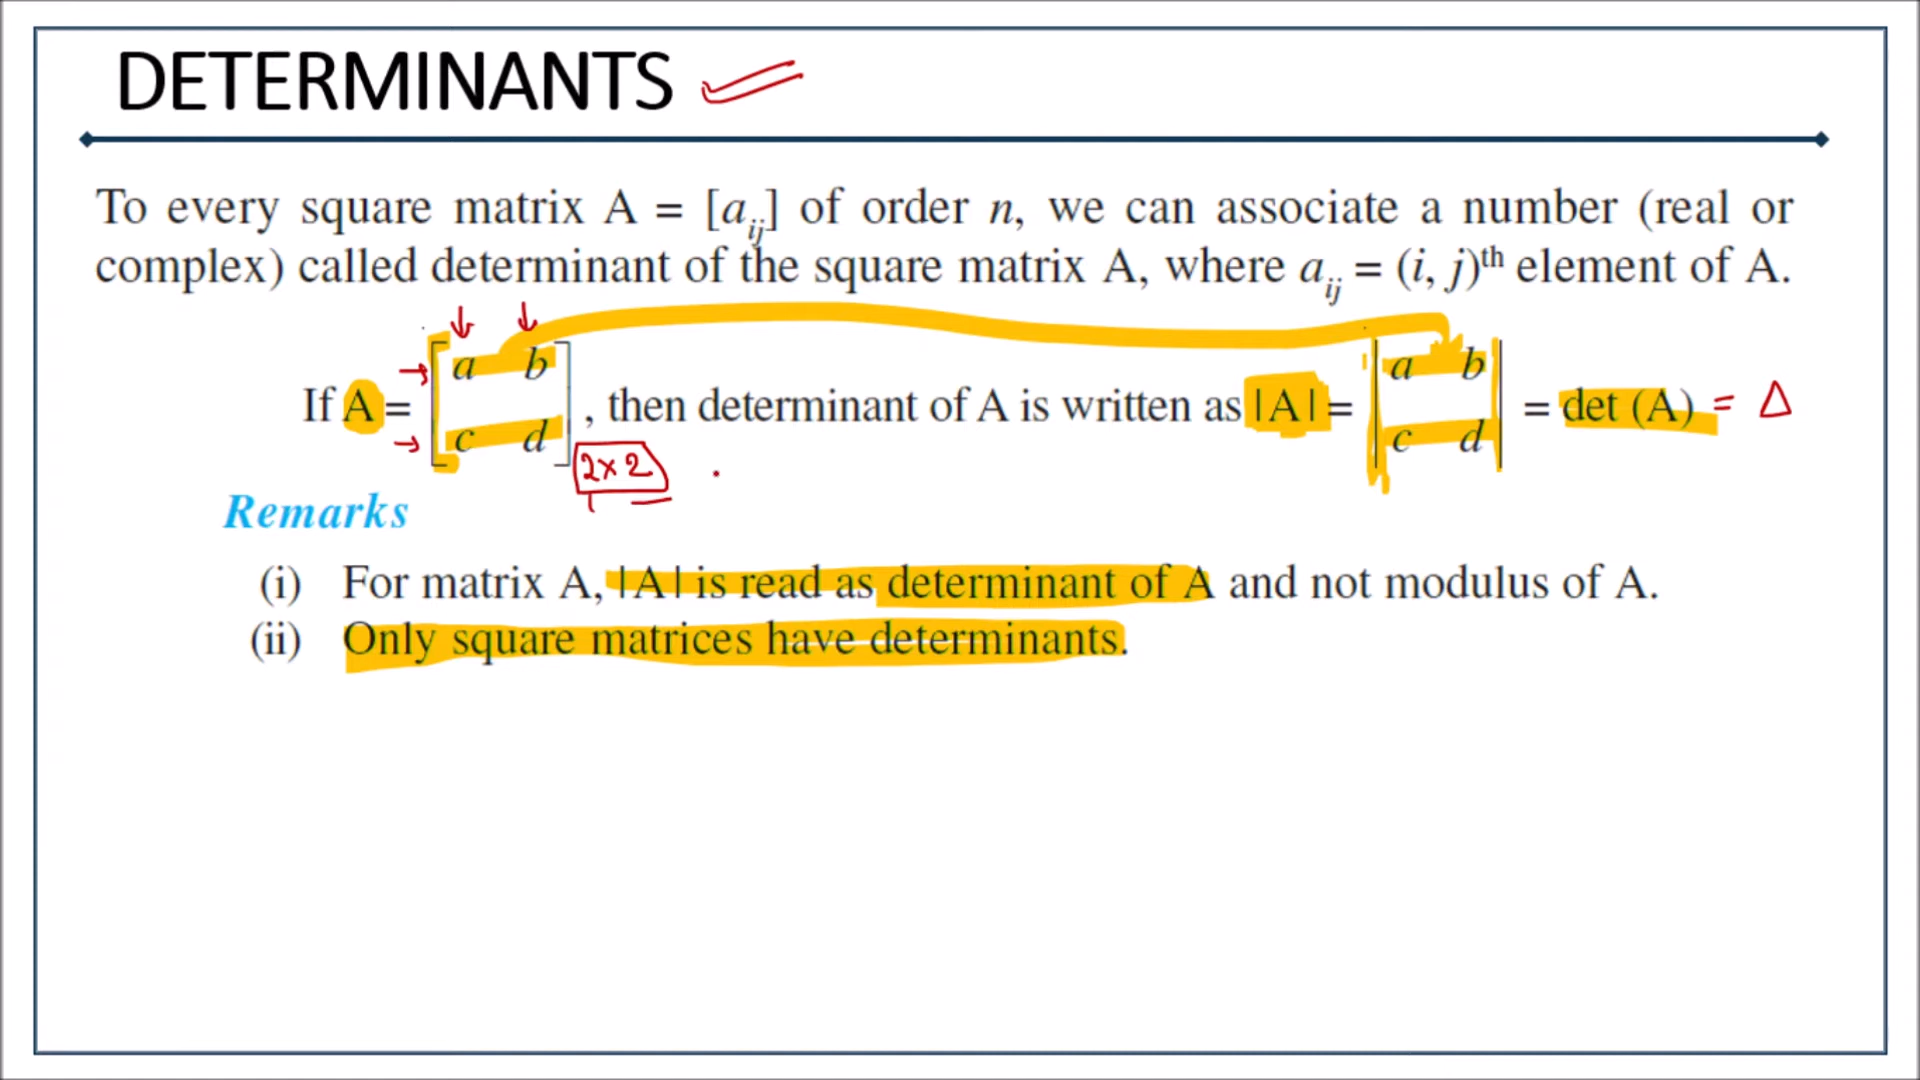 DETERMINANTS
To every square matrix A = [a_ij] of order n, we can associate a number (real or
complex) called determinant of the square matrix A, where a_ij = (i, j)th element of A.
If A = [a b
c d] 2×2 , then determinant of A is written as |A| = |a b
c d| = det (A) = Δ
Remarks
(i) For matrix A, |A| is read as determinant of A and not modulus of A.
(ii) Only square matrices have determinants.